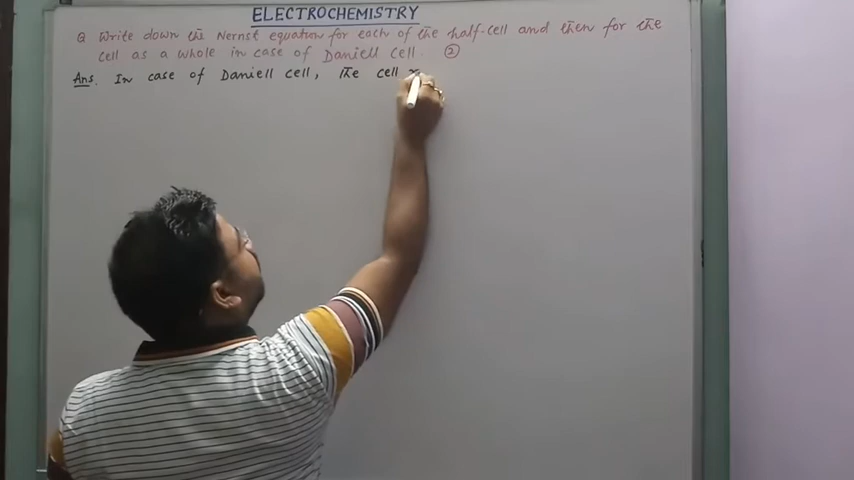 ELECTROCHEMISTRY
Q Write down the Nernst equation for each of the half-cell and then for the
cell as a whole in case of Daniell cell. ②
Ans. In case of Daniell cell, the cell